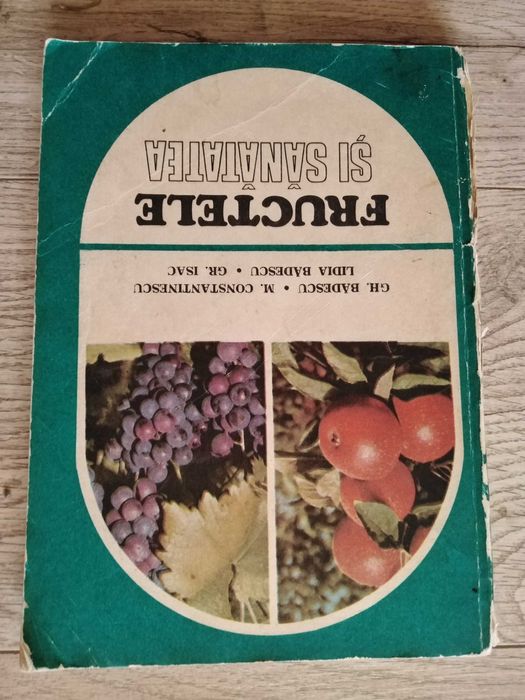 GH. BĂDESCU • M. CONSTANTINESCU
LIDIA BĂDESCU • GR. ISAC
FRUCTELE
ȘI SĂNĂTATEA